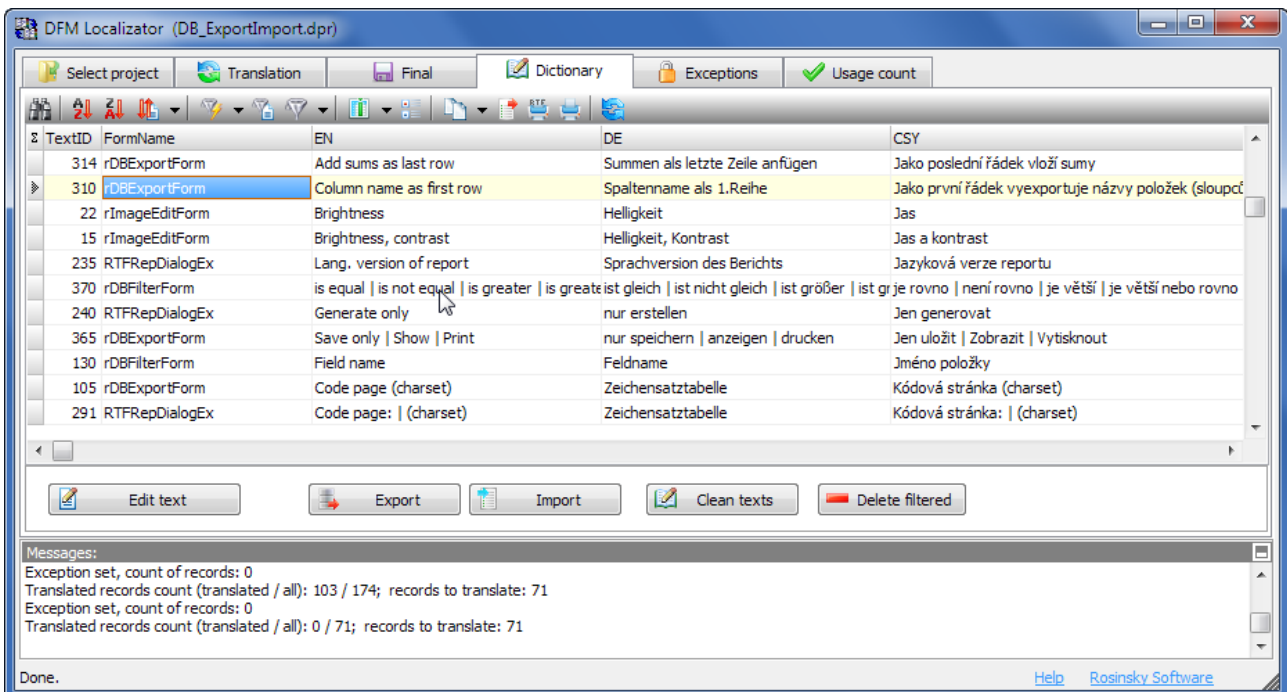 DFM Localizator (DB_ExportImport.dpr)
Select project Translation Final Dictionary Exceptions Usage count
Σ TextID FormName EN DE CSY
314 rDBExportForm Add sums as last row Summen als letzte Zeile anfügen Jako poslední řádek vloží sumy
310 rDBExportForm Column name as first row Spaltenname als 1.Reihe Jako první řádek vyexportuje názvy položek (sloupců
22 rImageEditForm Brightness Helligkeit Jas
15 rImageEditForm Brightness, contrast Helligkeit, Kontrast Jas a kontrast
235 RTFRepDialogEx Lang. version of report Sprachversion des Berichts Jazyková verze reportu
370 rDBFilterForm is equal | is not equal | is greater | is greate ist gleich | ist nicht gleich | ist größer | ist gr je rovno | není rovno | je větší | je větší nebo rovno
240 RTFRepDialogEx Generate only nur erstellen Jen generovat
365 rDBExportForm Save only | Show | Print nur speichern | anzeigen | drucken Jen uložit | Zobrazit | Vytisknout
130 rDBFilterForm Field name Feldname Jméno položky
105 rDBExportForm Code page (charset) Zeichensatztabelle Kódová stránka (charset)
291 RTFRepDialogEx Code page: | (charset) Zeichensatztabelle Kódová stránka: | (charset)
Edit text Export Import Clean texts Delete filtered
Messages:
Exception set, count of records: 0
Translated records count (translated / all): 103 / 174; records to translate: 71
Exception set, count of records: 0
Translated records count (translated / all): 0 / 71; records to translate: 71
Done. Help Rosinsky Software